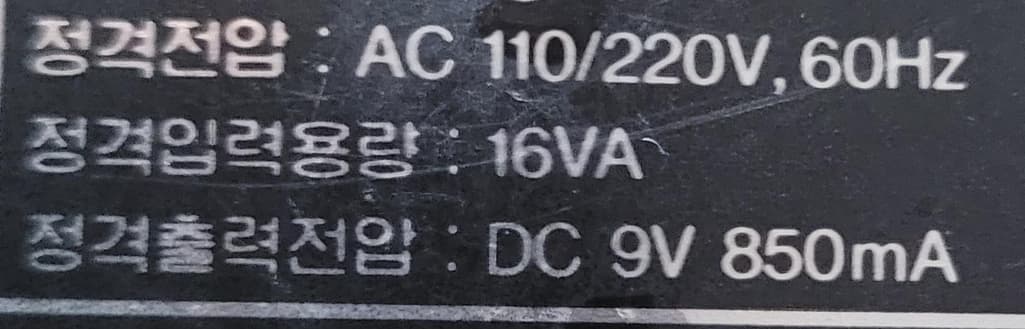 정격전압 : AC 110/220V, 60Hz
정격입력용량 : 16VA
정격출력전압 : DC 9V 850mA